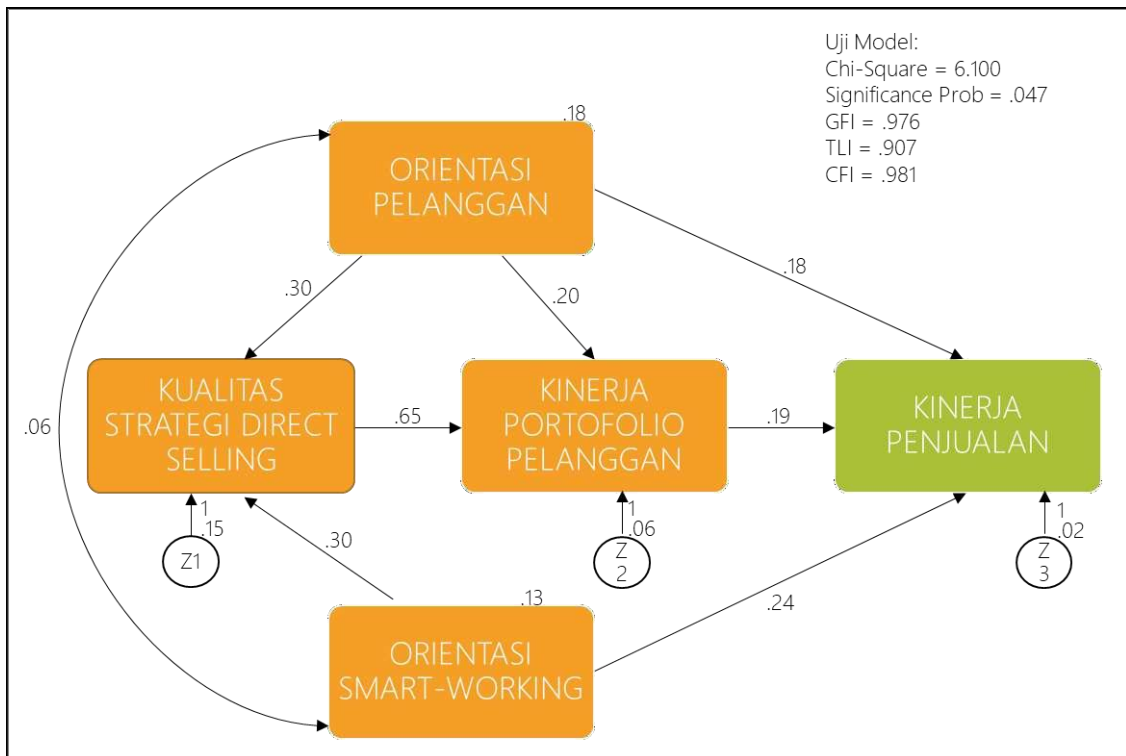 Uji Model:
Chi-Square = 6.100
Significance Prob = .047
GFI = .976
TLI = .907
CFI = .981
.18
ORIENTASI
PELANGGAN
.18
.30
.20
.06
KUALITAS
STRATEGI DIRECT
SELLING
.65
KINERJA
PORTOFOLIO
PELANGGAN
.19
KINERJA
PENJUALAN
1
.15
Z1
1
.06
Z
2
1
.02
Z
3
.30
.24
.13
ORIENTASI
SMART-WORKING